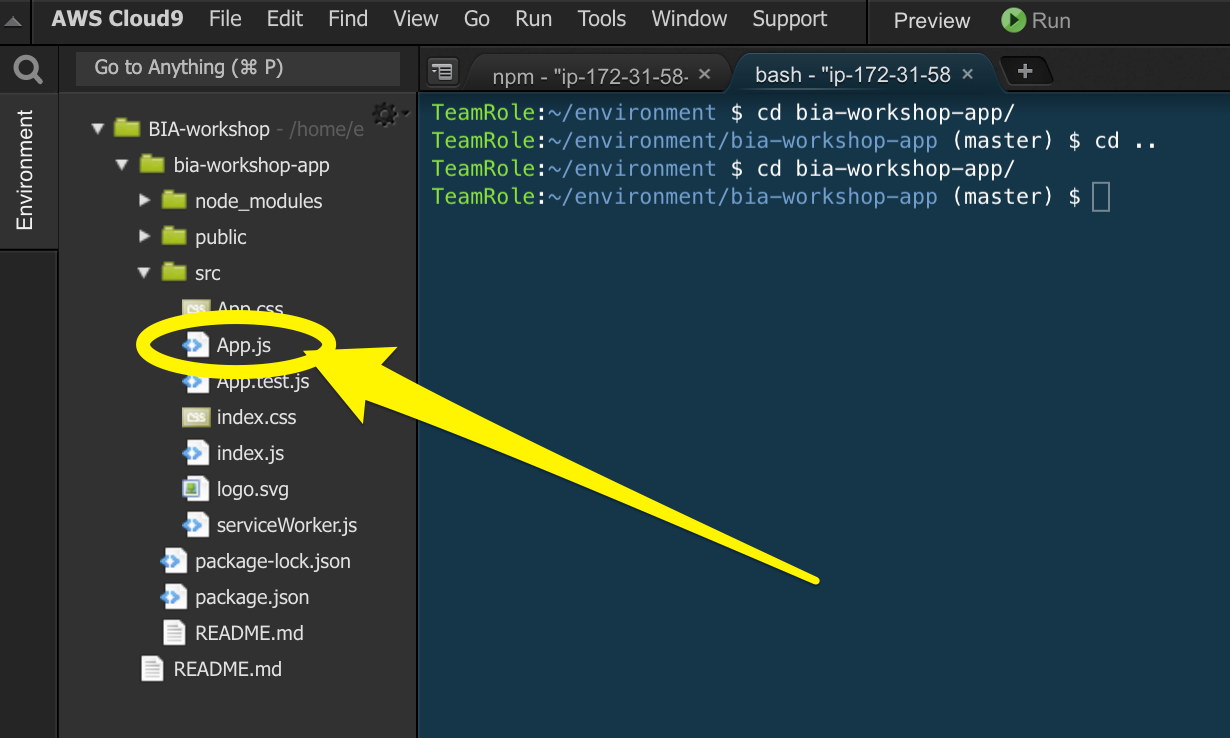 AWS Cloud9 File Edit Find View Go Run Tools Window Support Preview Run
Go to Anything (⌘ P)
npm - "ip-172-31-58- × bash - "ip-172-31-58 × +
Environment
BIA-workshop - /home/e
bia-workshop-app
node_modules
public
src
App.css
App.js
App.test.js
index.css
index.js
logo.svg
serviceWorker.js
package-lock.json
package.json
README.md
README.md
TeamRole:~/environment $ cd bia-workshop-app/
TeamRole:~/environment/bia-workshop-app (master) $ cd ..
TeamRole:~/environment $ cd bia-workshop-app/
TeamRole:~/environment/bia-workshop-app (master) $